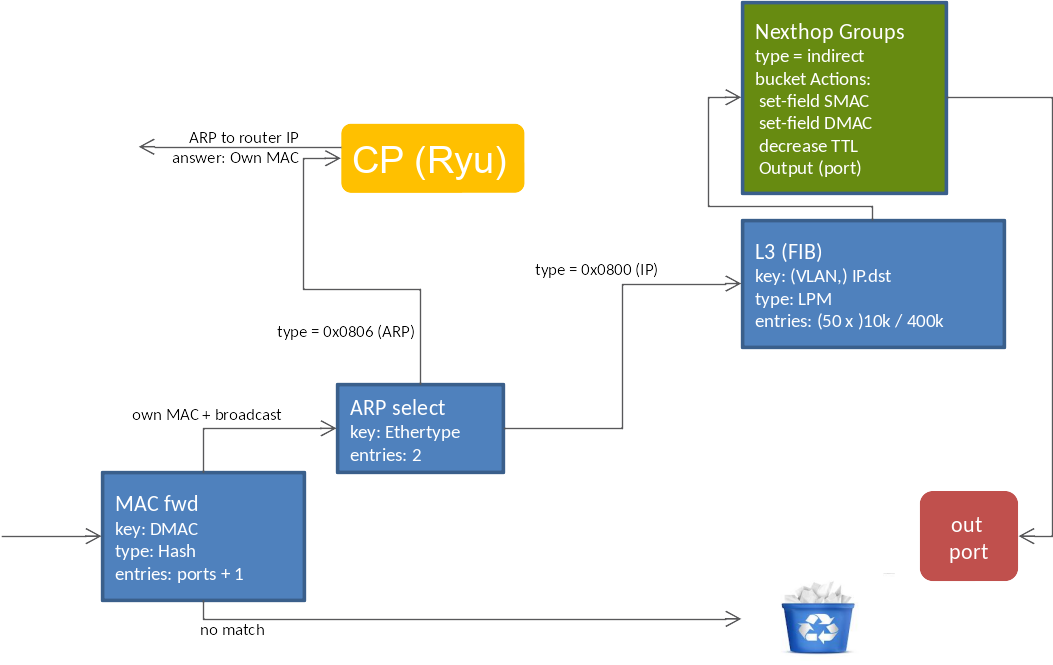 Nexthop Groups
type = indirect
bucket Actions:
set-field SMAC
set-field DMAC
decrease TTL
Output (port)
ARP to router IP
answer: Own MAC
CP (Ryu)
L3 (FIB)
key: (VLAN,) IP.dst
type: LPM
entries: (50 x )10k / 400k
type = 0x0800 (IP)
type = 0x0806 (ARP)
ARP select
key: Ethertype
entries: 2
own MAC + broadcast
MAC fwd
key: DMAC
type: Hash
entries: ports + 1
out
port
no match